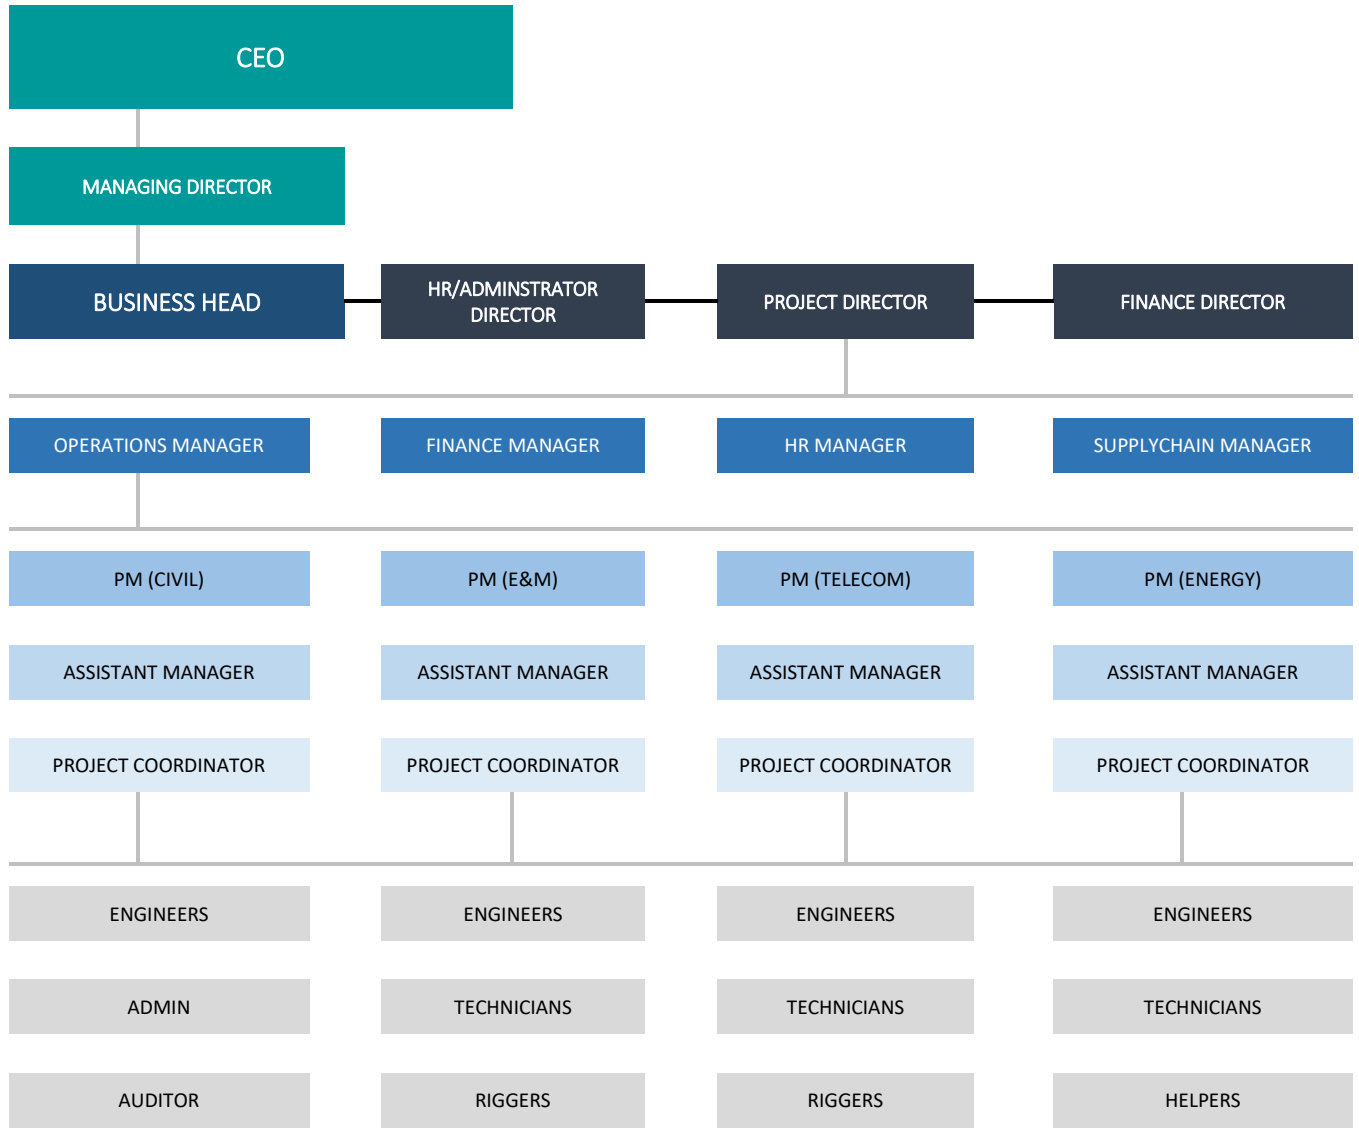 CEO
MANAGING DIRECTOR
BUSINESS HEAD
HR/ADMINSTRATOR
DIRECTOR
PROJECT DIRECTOR
FINANCE DIRECTOR
OPERATIONS MANAGER
FINANCE MANAGER
HR MANAGER
SUPPLYCHAIN MANAGER
PM (CIVIL)
PM (E&M)
PM (TELECOM)
PM (ENERGY)
ASSISTANT MANAGER
ASSISTANT MANAGER
ASSISTANT MANAGER
ASSISTANT MANAGER
PROJECT COORDINATOR
PROJECT COORDINATOR
PROJECT COORDINATOR
PROJECT COORDINATOR
ENGINEERS
ENGINEERS
ENGINEERS
ENGINEERS
ADMIN
TECHNICIANS
TECHNICIANS
TECHNICIANS
AUDITOR
RIGGERS
RIGGERS
HELPERS